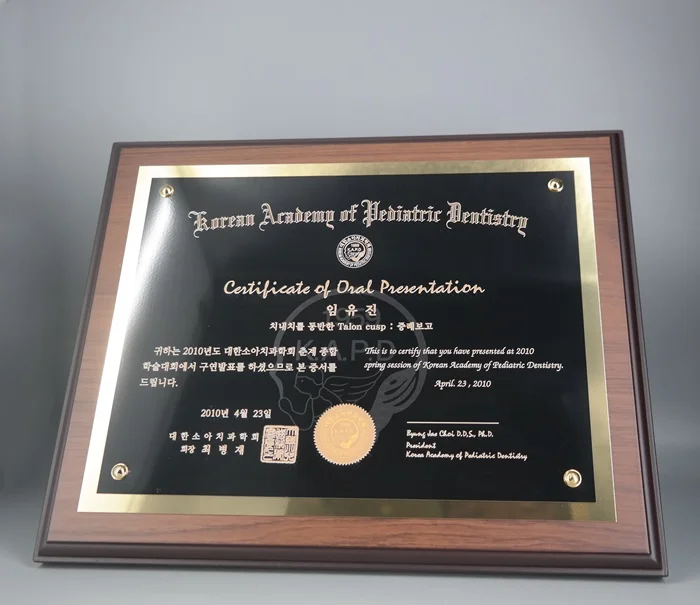 Korean Academy of Pediatric Dentistry
1959
K.A.P.D
Certificate of Oral Presentation
임 유 진
치내치를 동반한 Talon cusp : 증례보고
1959
K.A.P.D
귀하는 2010년도 대한소아치과학회 춘계 종합
학술대회에서 구연발표를 하셨으므로 본 증서를
드립니다.
This is to certify that you have presented at 2010
spring session of Korean Academy of Pediatric Dentistry.
April. 23 , 2010
2010년 4월 23일
대한소아치과학회
회장 최 병 재
Byung Jae Choi D.D.S., Ph.D.
President
Korea Academy of Pediatric Dentistry